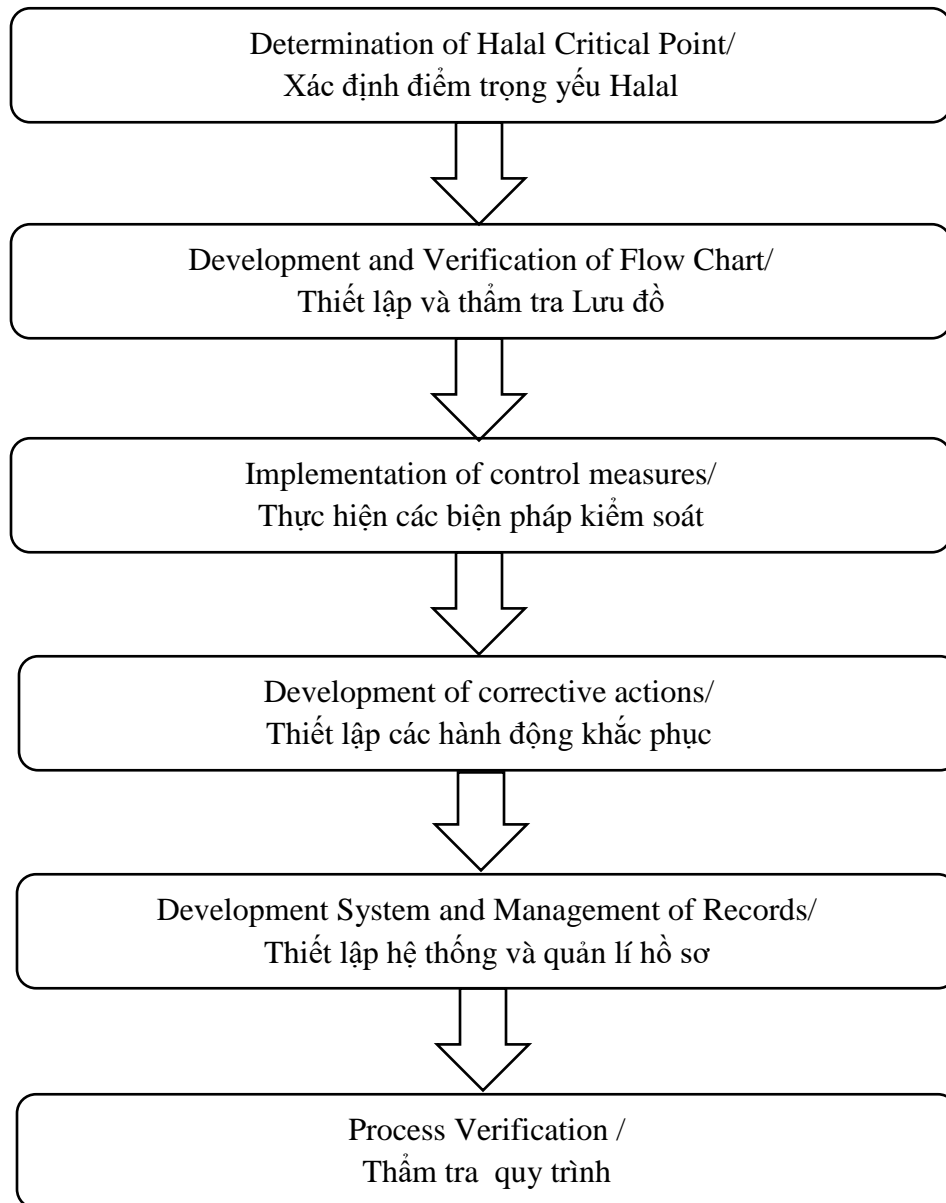 Determination of Halal Critical Point/
Xác định điểm trọng yếu Halal
Development and Verification of Flow Chart/
Thiết lập và thẩm tra Lưu đồ
Implementation of control measures/
Thực hiện các biện pháp kiểm soát
Development of corrective actions/
Thiết lập các hành động khắc phục
Development System and Management of Records/
Thiết lập hệ thống và quản lí hồ sơ
Process Verification /
Thẩm tra  quy trình